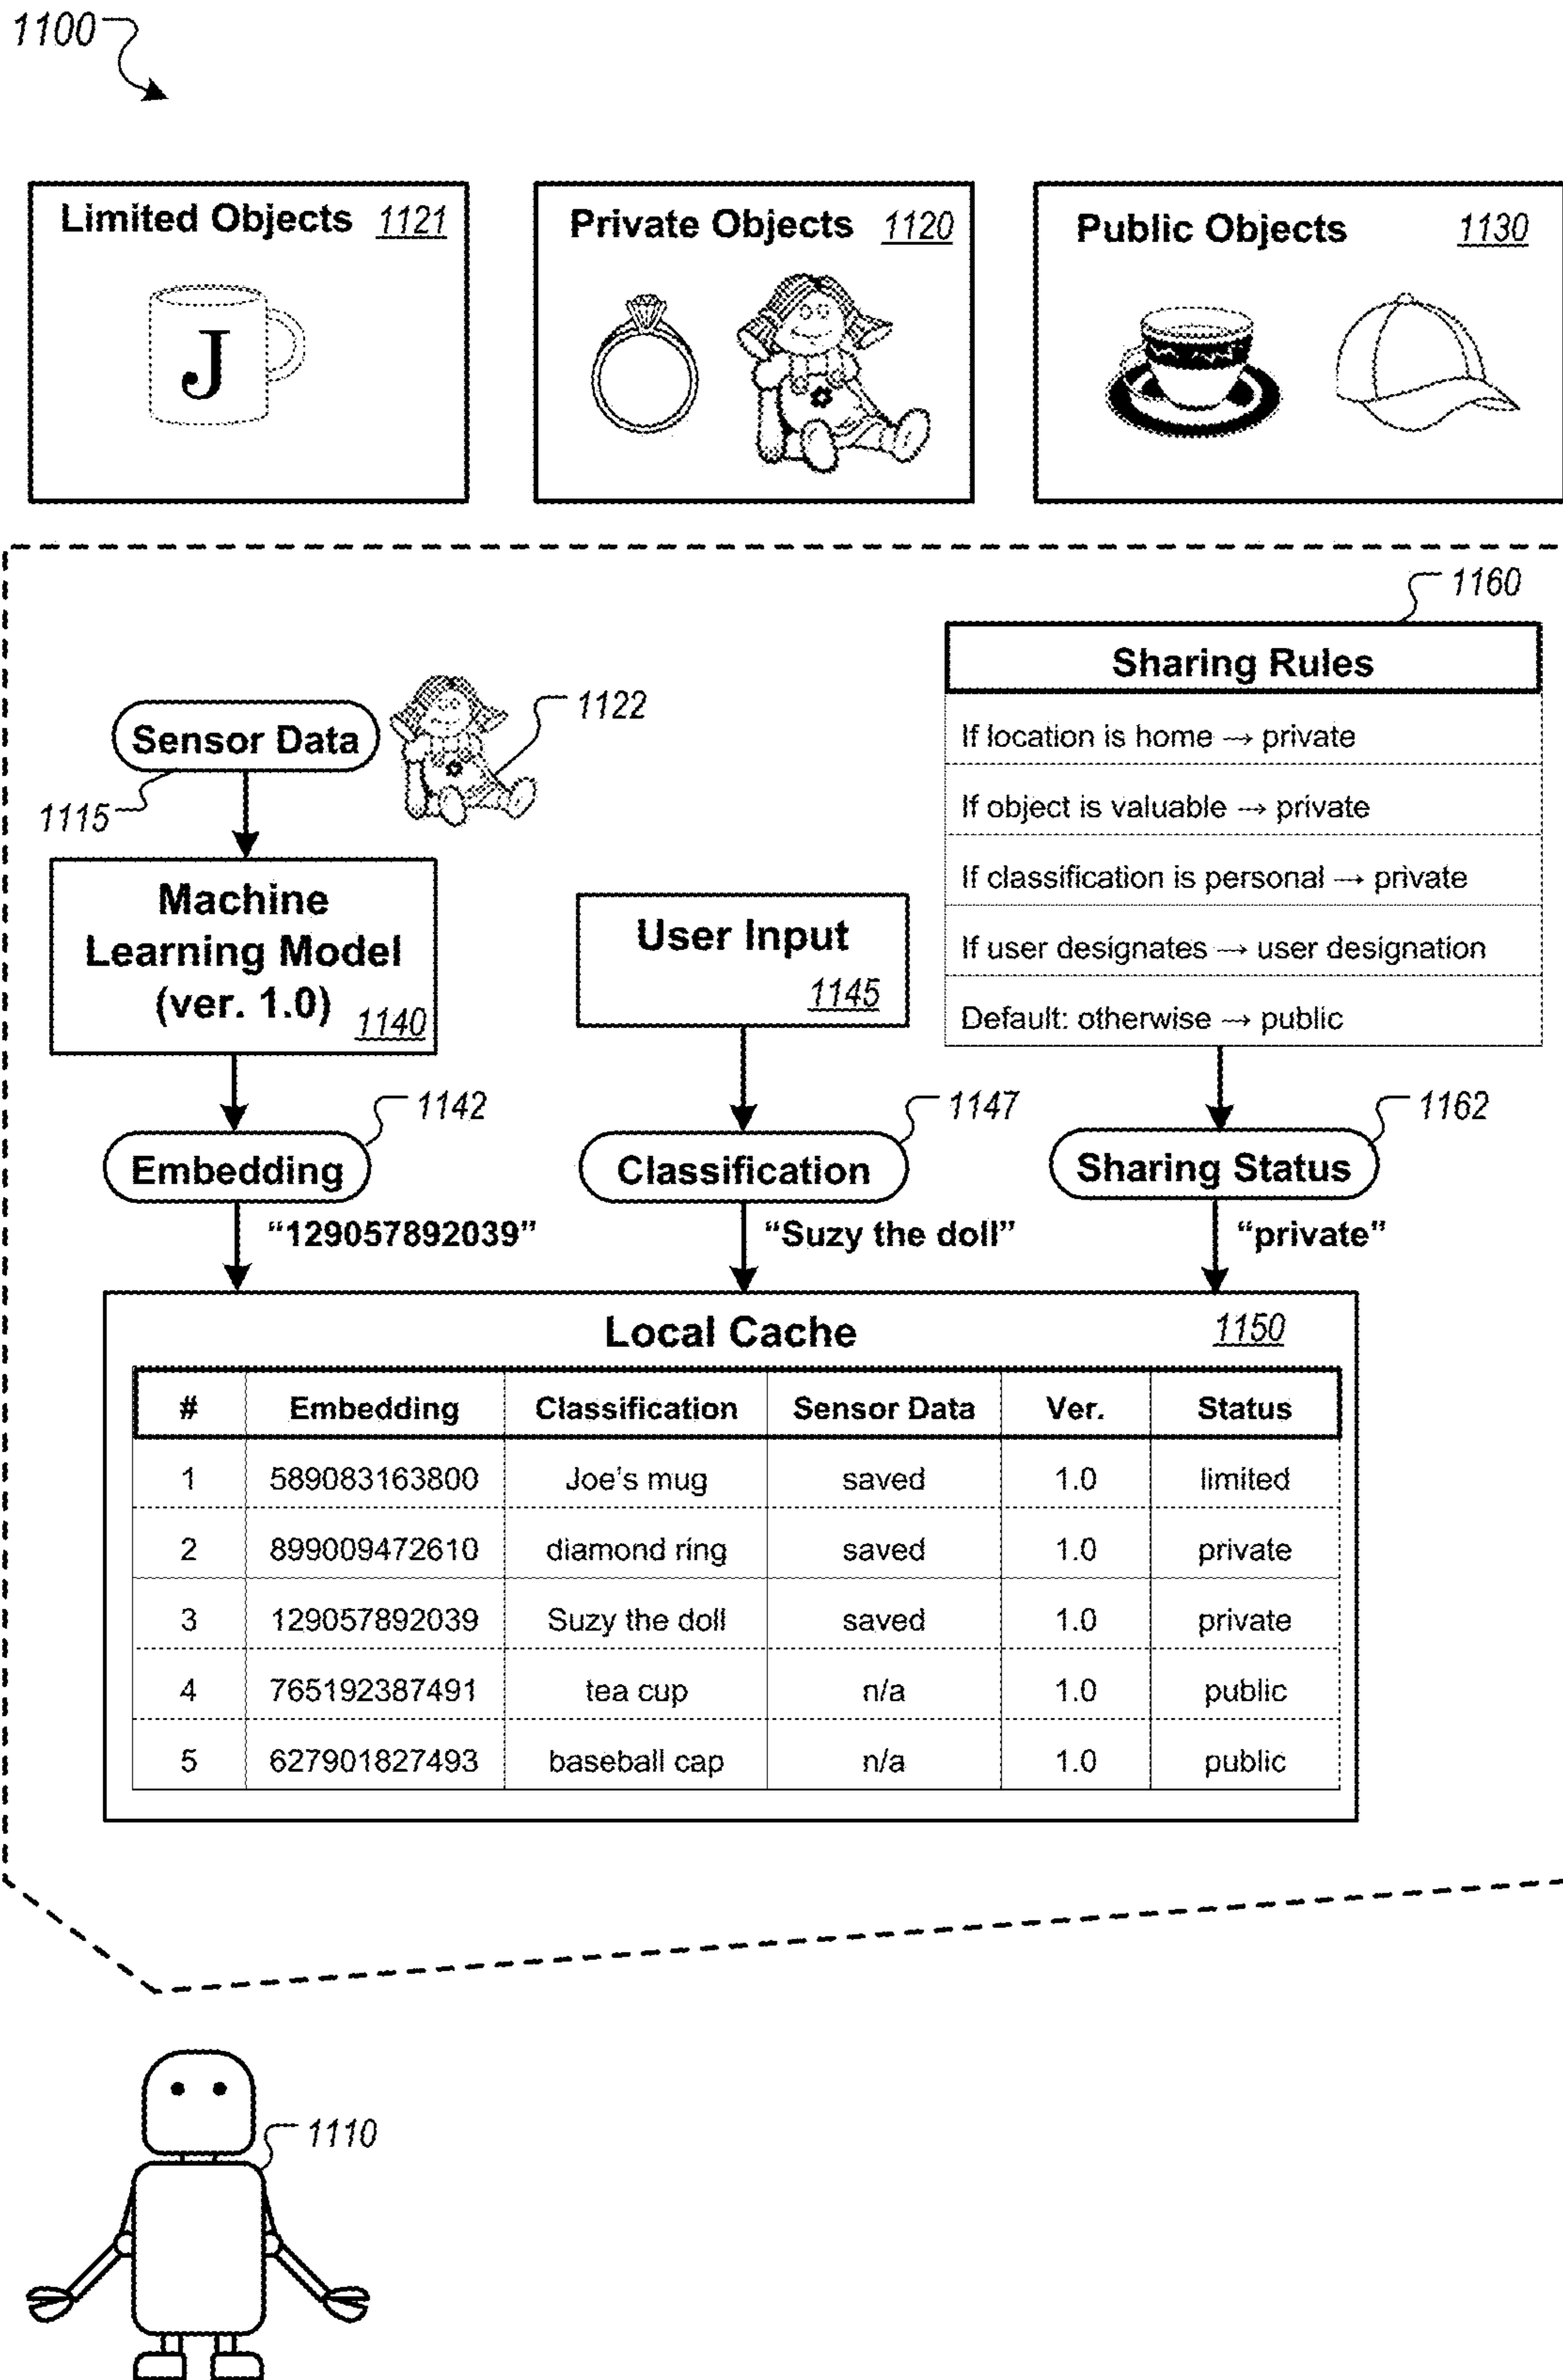 1100
Limited Objects 1121
J
Private Objects 1120
Public Objects 1130
1160
Sharing Rules
If location is home → private
If object is valuable → private
If classification is personal → private
If user designates → user designation
Default: otherwise → public
Sensor Data
1122
1115
Machine
Learning Model
(ver. 1.0) 1140
User Input
1145
1142
1147
1162
Embedding
Classification
Sharing Status
“129057892039”
“Suzy the doll”
“private”
Local Cache 1150
# Embedding Classification Sensor Data Ver. Status
1 589083163800 Joe's mug saved 1.0 limited
2 899009472610 diamond ring saved 1.0 private
3 129057892039 Suzy the doll saved 1.0 private
4 765192387491 tea cup n/a 1.0 public
5 627901827493 baseball cap n/a 1.0 public
1110